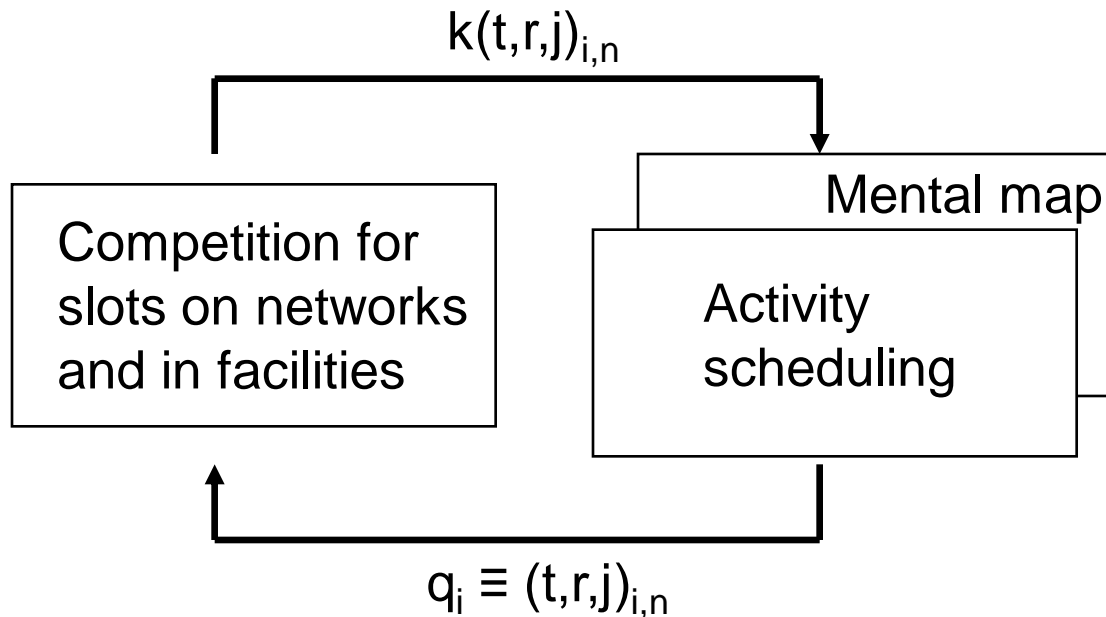 k(t,r,j)i,n
Mental map
Competition for
slots on networks
and in facilities
Activity
scheduling
qi ≡ (t,r,j)i,n